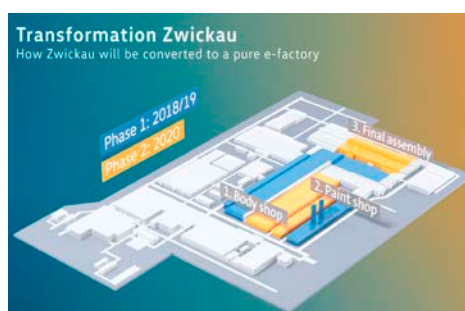 Transformation Zwickau
How Zwickau will be converted to a pure e-factory
Phase 1: 2018/19
Phase 2: 2020
3. Final assembly
1. Body shop
2. Paint shop